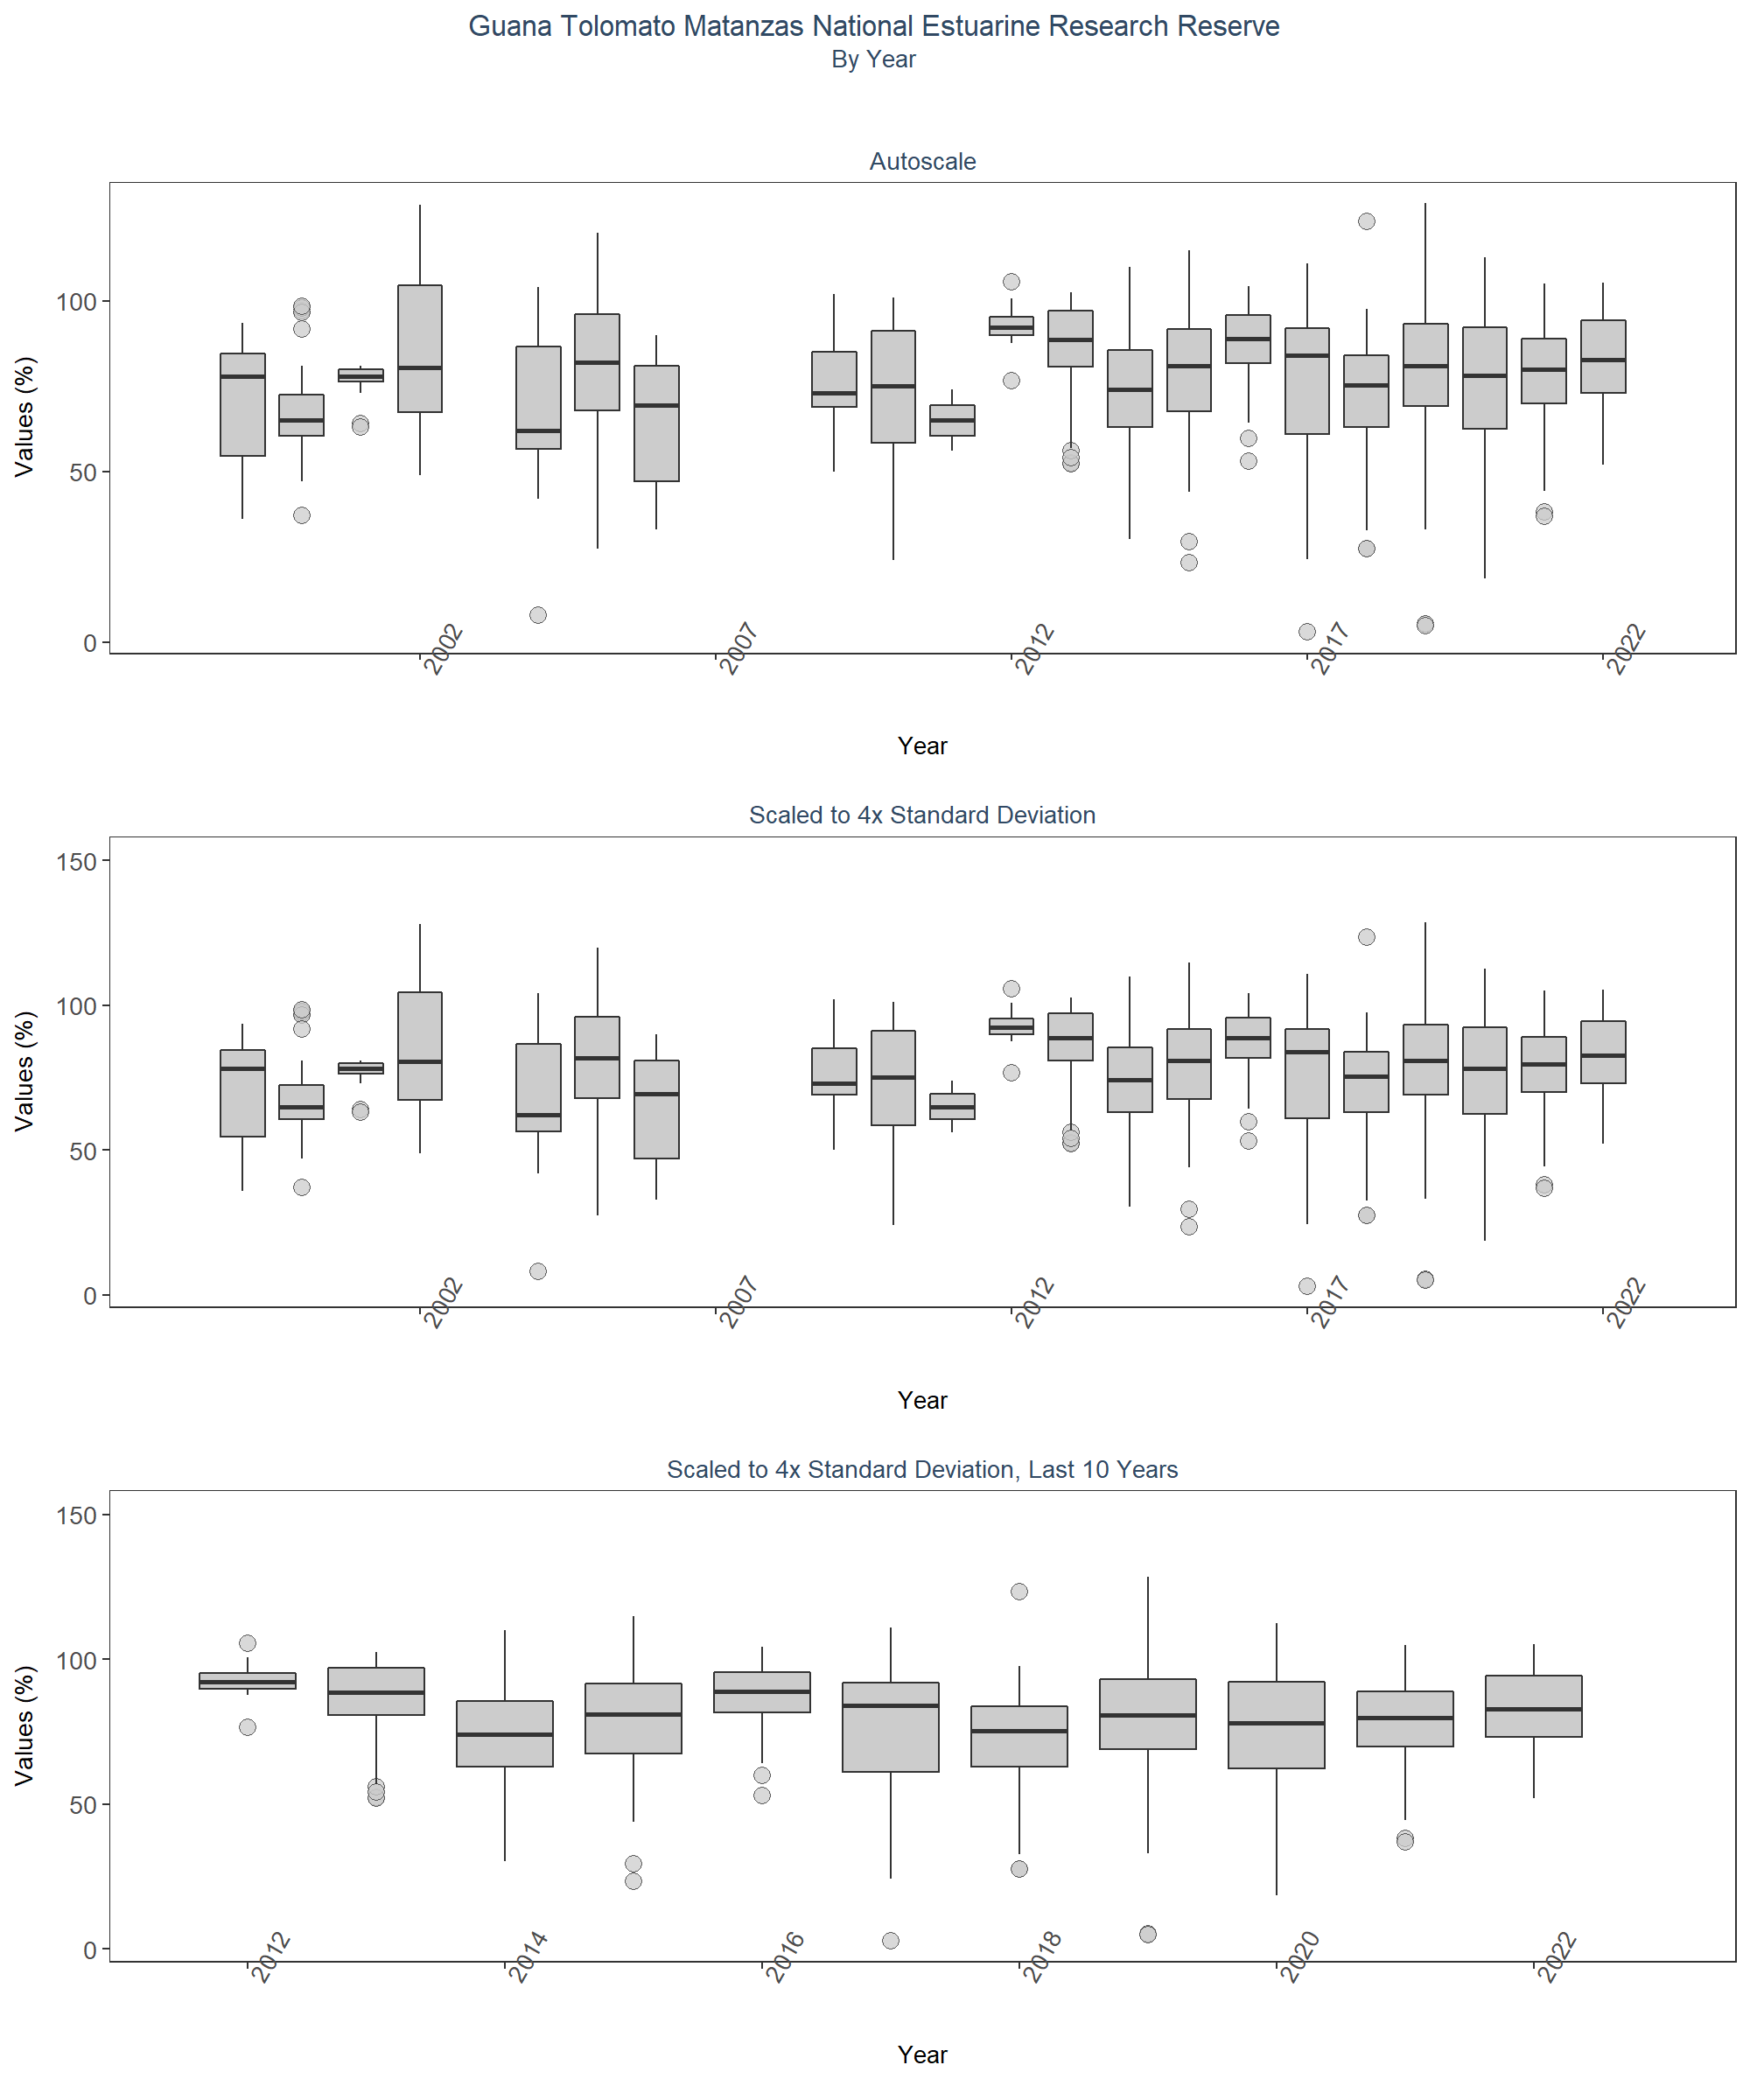 Guana Tolomato Matanzas National Estuarine Research Reserve
By Year
Autoscale
Values (%)
100
50
0
2002 2007 2012 2017 2022
Year
Scaled to 4x Standard Deviation
Values (%)
150
100
50
0
2002 2007 2012 2017 2022
Year
Scaled to 4x Standard Deviation, Last 10 Years
Values (%)
150
100
50
0
2012 2014 2016 2018 2020 2022
Year